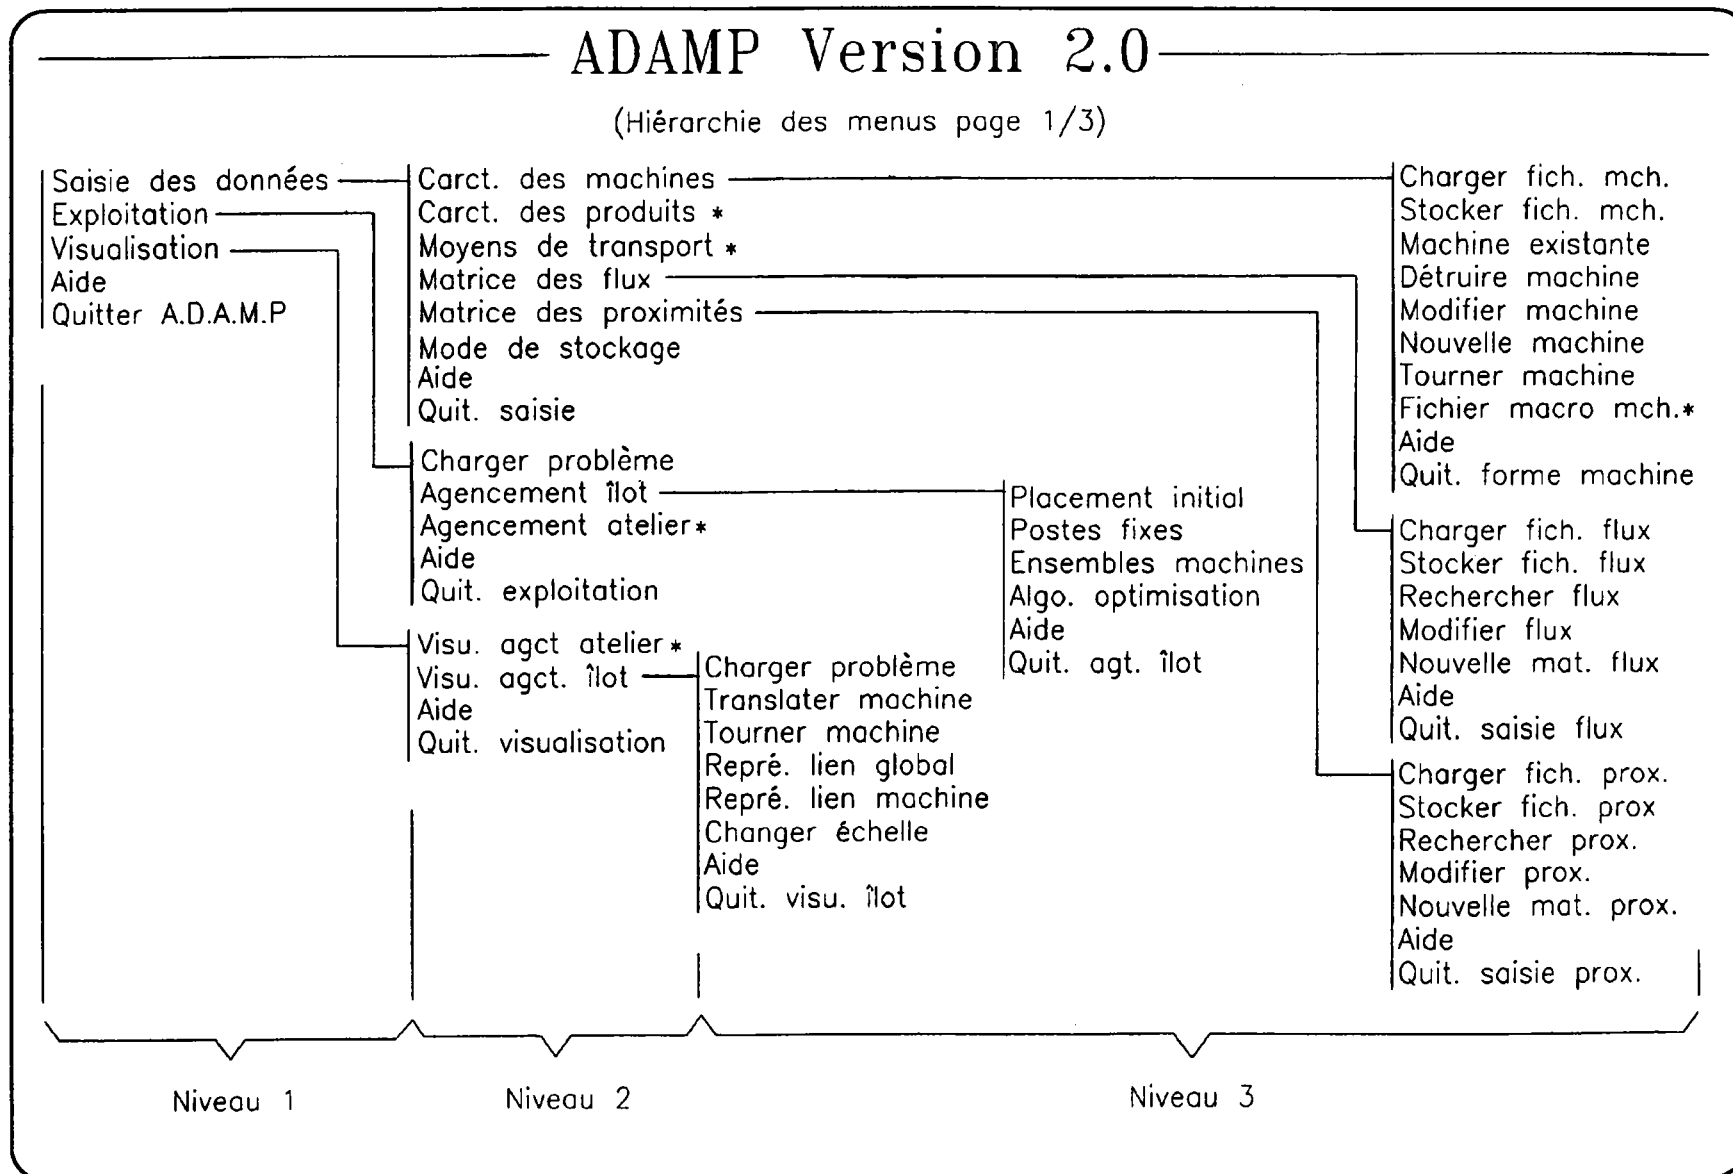 ADAMP Version 2.0
(Hiérarchie des menus page 1/3)
Saisie des données
Exploitation
Visualisation
Aide
Quitter A.D.A.M.P
Carct. des machines
Carct. des produits *
Moyens de transport *
Matrice des flux
Matrice des proximités
Mode de stockage
Aide
Quit. saisie
Charger problème
Agencement îlot
Agencement atelier *
Aide
Quit. exploitation
Visu. agct atelier *
Visu. agct. îlot
Aide
Quit. visualisation
Charger problème
Translater machine
Tourner machine
Repré. lien global
Repré. lien machine
Changer échelle
Aide
Quit. visu. îlot
Placement initial
Postes fixes
Ensembles machines
Algo. optimisation
Aide
Quit. agt. îlot
Charger fich. mch.
Stocker fich. mch.
Machine existante
Détruire machine
Modifier machine
Nouvelle machine
Tourner machine
Fichier macro mch.*
Aide
Quit. forme machine
Charger fich. flux
Stocker fich. flux
Rechercher flux
Modifier flux
Nouvelle mat. flux
Aide
Quit. saisie flux
Charger fich. prox.
Stocker fich. prox
Rechercher prox.
Modifier prox.
Nouvelle mat. prox.
Aide
Quit. saisie prox.
Niveau 1
Niveau 2
Niveau 3